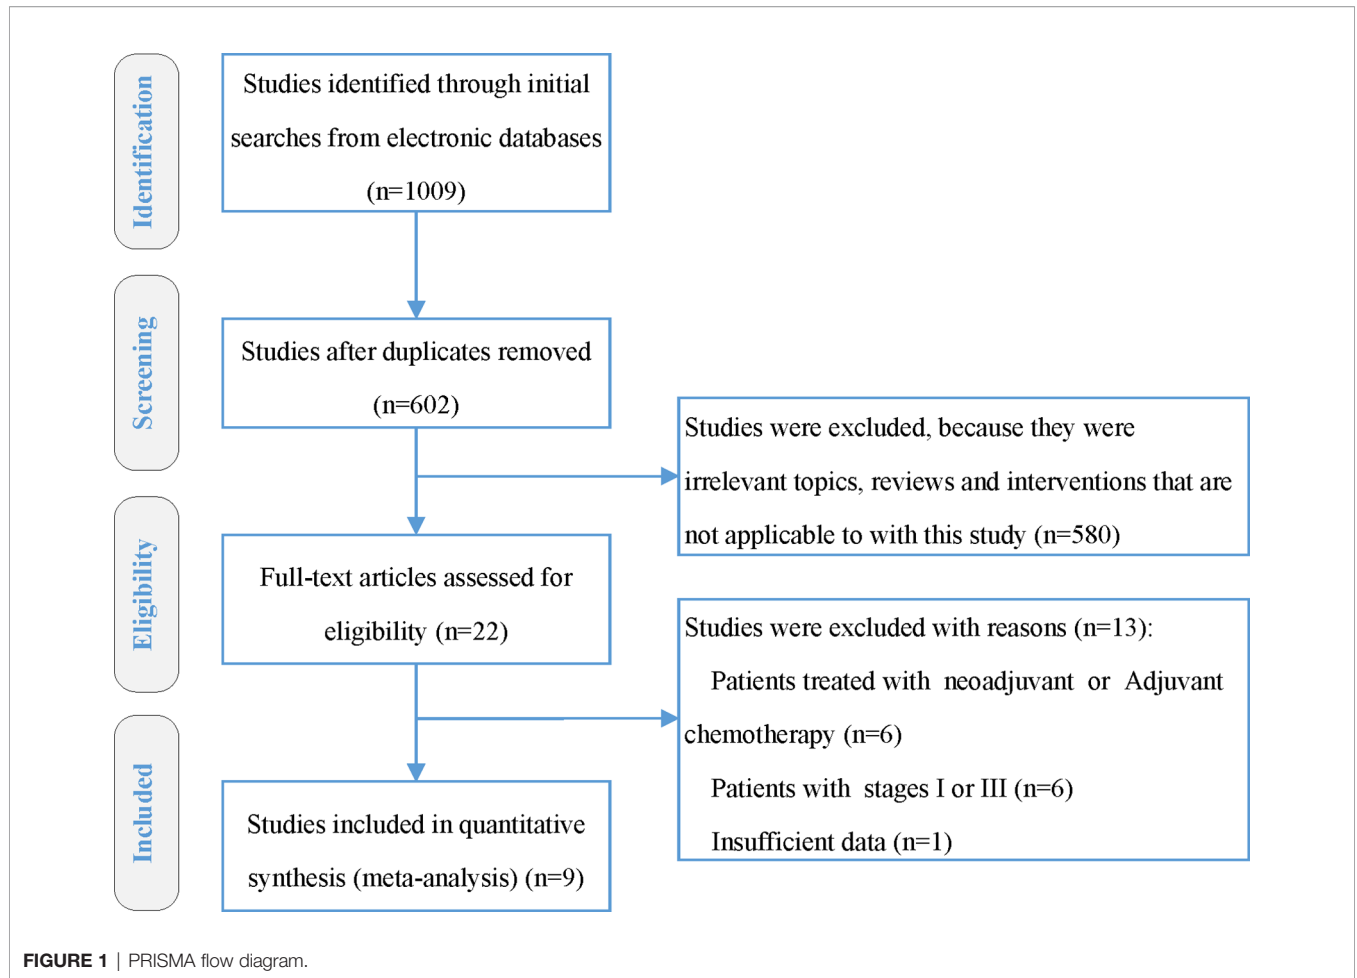 Identification
Studies identified through initial
searches from electronic databases
(n=1009)
Screening
Studies after duplicates removed
(n=602)
Studies were excluded, because they were
irrelevant topics, reviews and interventions that are
not applicable to with this study (n=580)
Eligibility
Full-text articles assessed for
eligibility (n=22)
Studies were excluded with reasons (n=13):
Patients treated with neoadjuvant or Adjuvant
chemotherapy (n=6)
Patients with stages I or III (n=6)
Insufficient data (n=1)
Included
Studies included in quantitative
synthesis (meta-analysis) (n=9)
FIGURE 1 | PRISMA flow diagram.